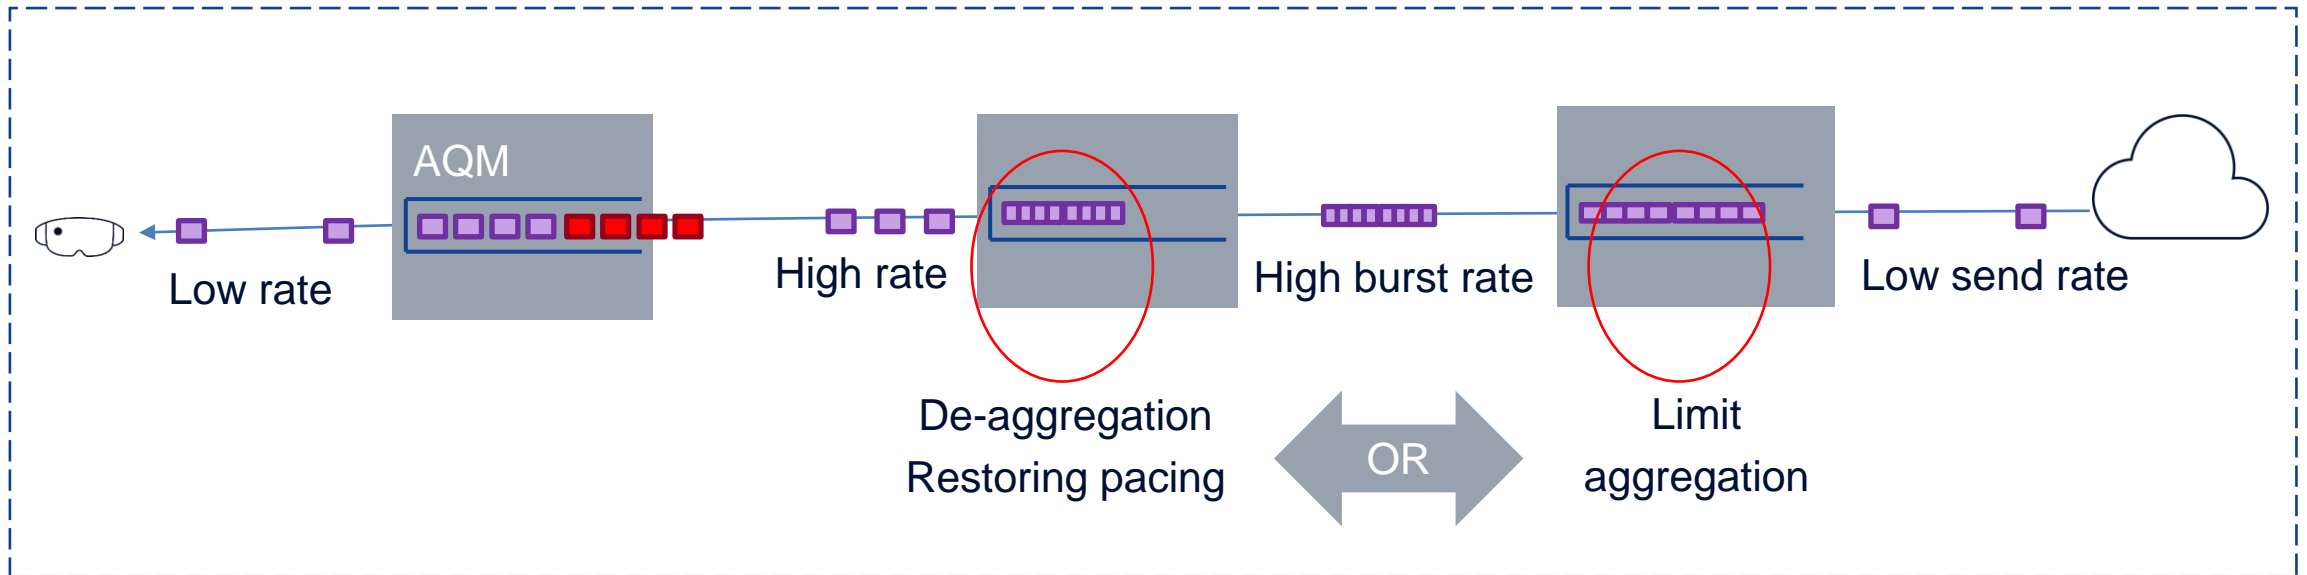 AQM
Low rate
High rate
High burst rate
Low send rate
De-aggregation
Restoring pacing
OR
Limit
aggregation